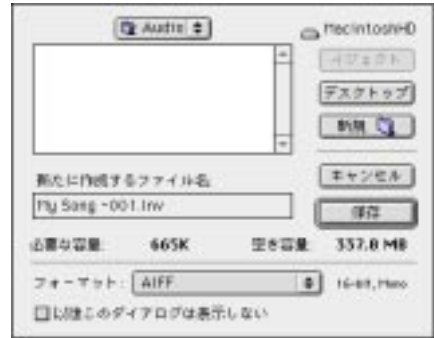 Audio
MacintoshHD
イジェクト
デスクトップ
新規
新たに作成するファイル名:
キャンセル
My Song -001.Inv
保存
必要な容量: 665K 空き容量: 337.8 MB
フォーマット: AIFF 16-Bit, Mono
以後このダイアログは表示しない